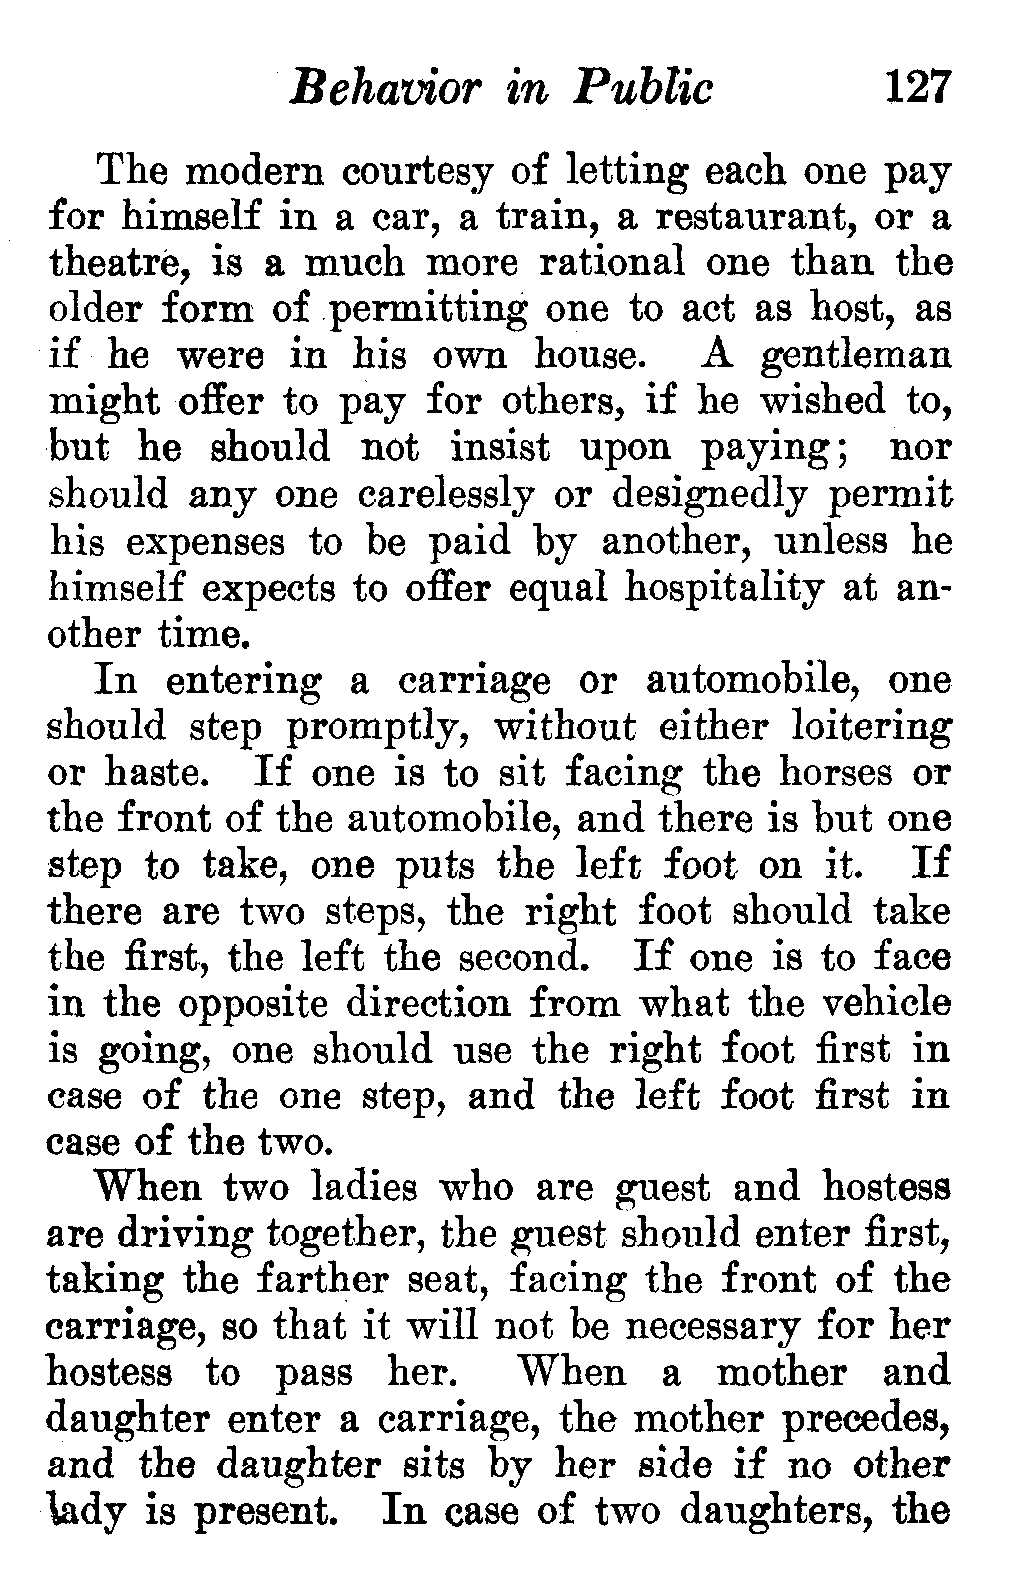 Behavior in Public 127
The modern courtesy of letting each one pay
for himself in a car, a train, a restaurant, or a
theatre, is a much more rational one than the
older form of permitting one to act as host, as
if he were in his own house. A gentleman
might offer to pay for others, if he wished to,
but he should not insist upon paying; nor
should any one carelessly or designedly permit
his expenses to be paid by another, unless he
himself expects to offer equal hospitality at an-
other time.
In entering a carriage or automobile, one
should step promptly, without either loitering
or haste. If one is to sit facing the horses or
the front of the automobile, and there is but one
step to take, one puts the left foot on it. If
there are two steps, the right foot should take
the first, the left the second. If one is to face
in the opposite direction from what the vehicle
is going, one should use the right foot first in
case of the one step, and the left foot first in
case of the two.
When two ladies who are guest and hostess
are driving together, the guest should enter first,
taking the farther seat, facing the front of the
carriage, so that it will not be necessary for her
hostess to pass her. When a mother and
daughter enter a carriage, the mother precedes,
and the daughter sits by her side if no other
lady is present. In case of two daughters, the